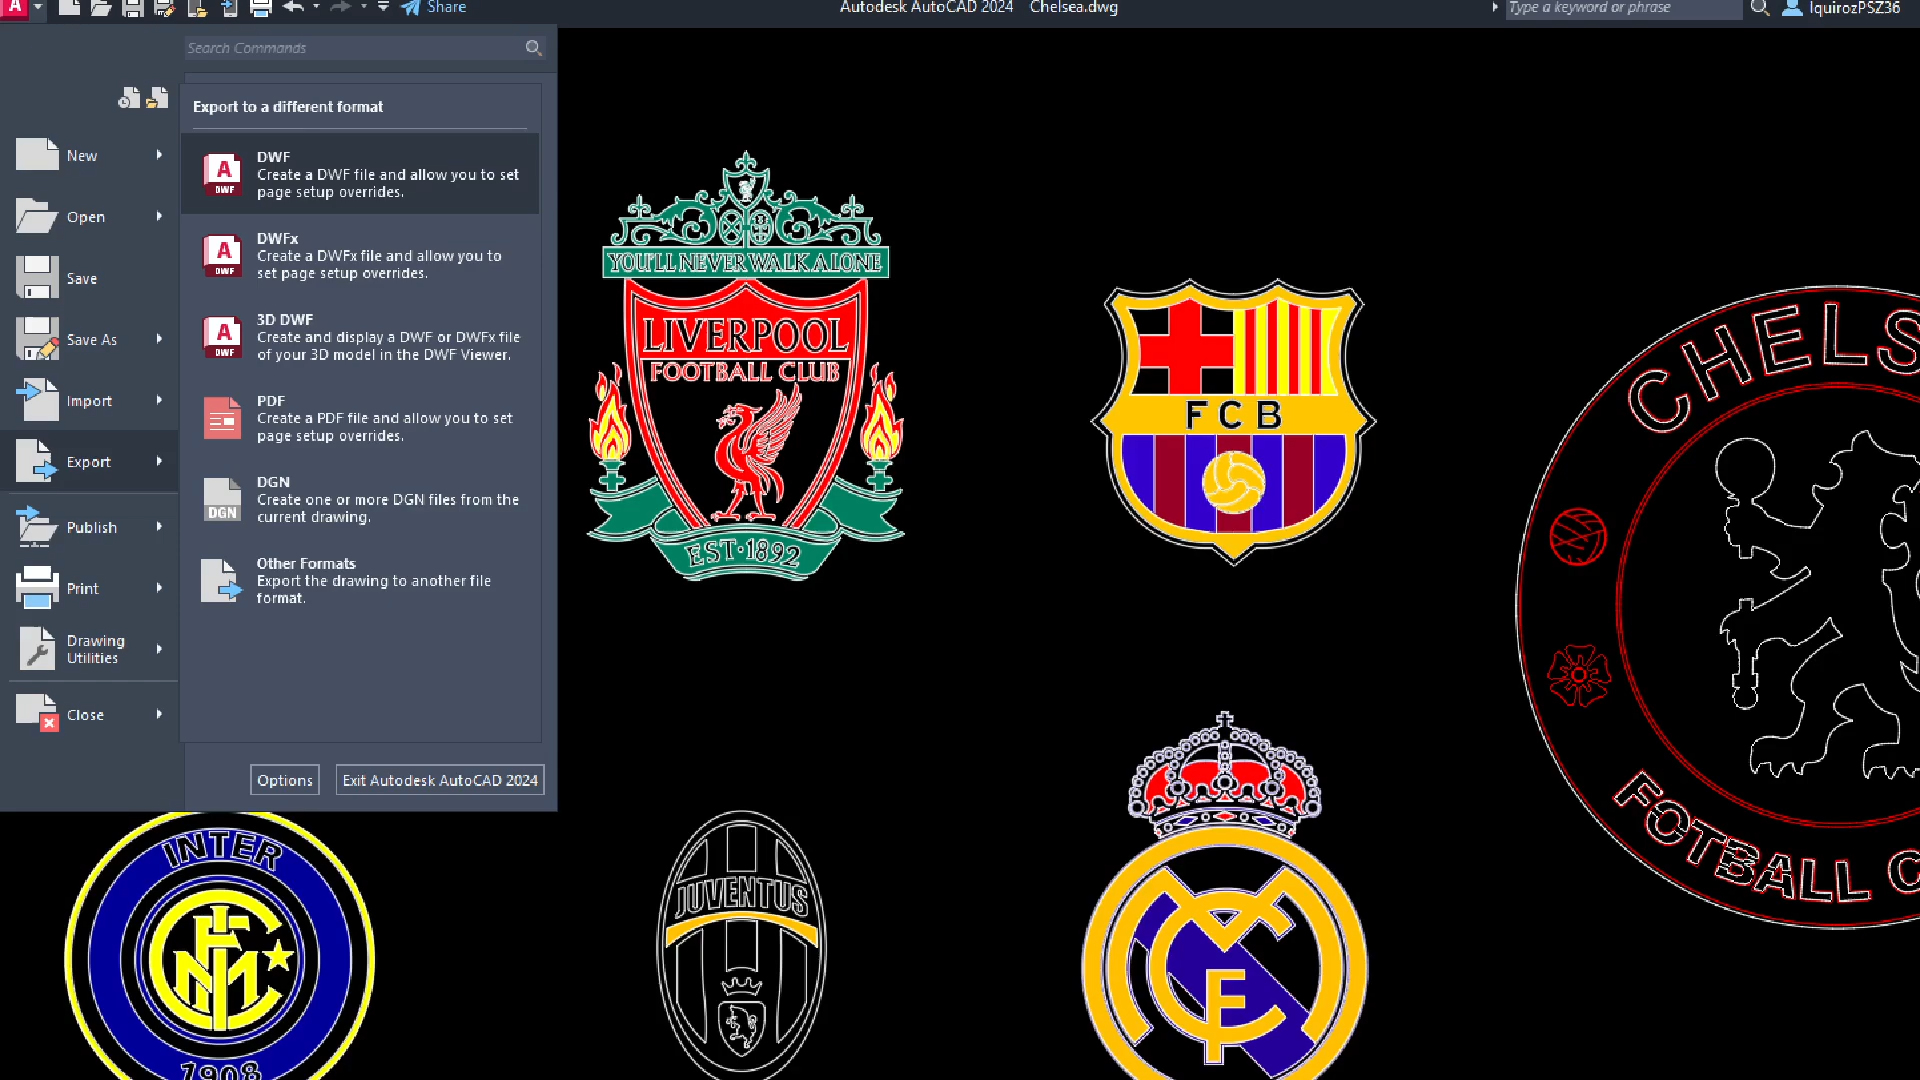 A
Share
Autodesk AutoCAD 2024 Chelsea.dwg
Type a keyword or phrase
lquirozPSZ36
Search Commands
Export to a different format
New
Open
Save
Save As
Import
Export
Publish
Print
Drawing
Utilities
Close
A
DWF
DWF
Create a DWF file and allow you to set
page setup overrides.
A
DWF
DWFx
Create a DWFx file and allow you to
set page setup overrides.
A
DWF
3D DWF
Create and display a DWF or DWFx file
of your 3D model in the DWF Viewer.
PDF
Create a PDF file and allow you to set
page setup overrides.
DGN
DGN
Create one or more DGN files from the
current drawing.
Other Formats
Export the drawing to another file
format.
Options
Exit Autodesk AutoCAD 2024
YOU'LL NEVER WALK ALONE
LIVERPOOL
FOOTBALL CLUB
EST·1892
FCB
CHELS
FOTBALL C
INTER
1908
JUVENTUS